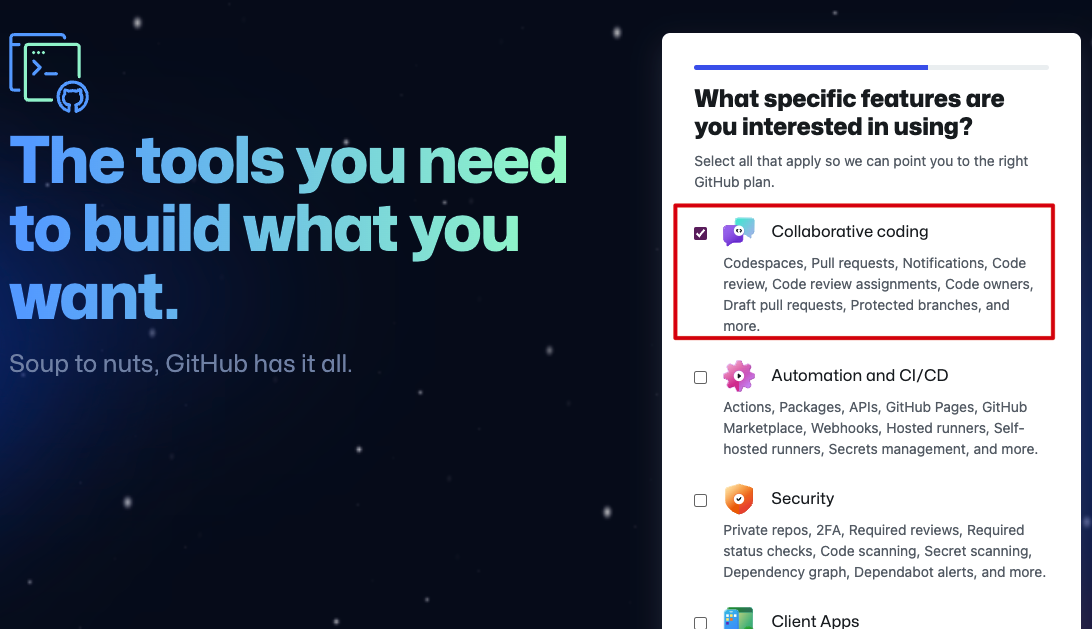 The tools you need
to build what you
want.
Soup to nuts, GitHub has it all.
What specific features are
you interested in using?
Select all that apply so we can point you to the right
GitHub plan.
Collaborative coding
Codespaces, Pull requests, Notifications, Code
review, Code review assignments, Code owners,
Draft pull requests, Protected branches, and
more.
Automation and CI/CD
Actions, Packages, APIs, GitHub Pages, GitHub
Marketplace, Webhooks, Hosted runners, Self-
hosted runners, Secrets management, and more.
Security
Private repos, 2FA, Required reviews, Required
status checks, Code scanning, Secret scanning,
Dependency graph, Dependabot alerts, and more.
Client Apps